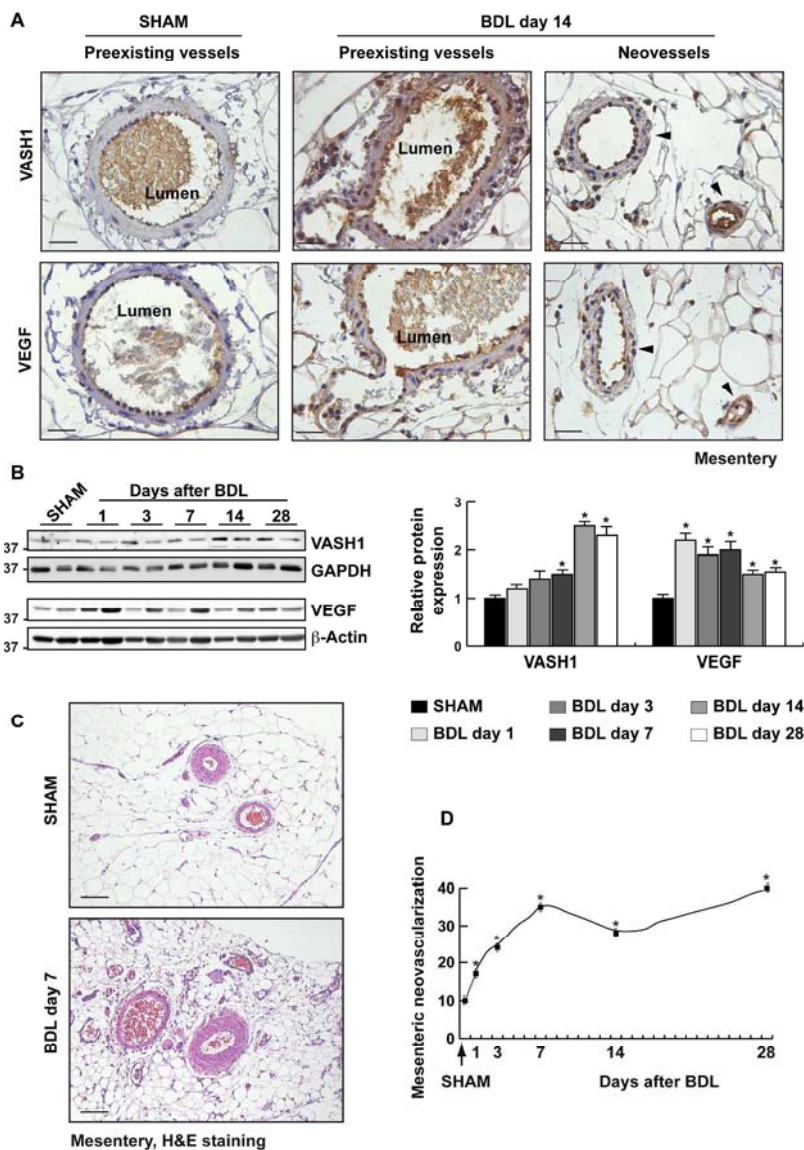 A
SHAM
BDL day 14
Preexisting vessels
Preexisting vessels
Neovessels
VASH1
Lumen
Lumen
VEGF
Lumen
Lumen
Mesentery
B
SHAM
Days after BDL
1 3 7 14 28
37
VASH1
37
GAPDH
37
VEGF
37
β-Actin
Relative protein
expression
3
2
1
0
* * * * * * * *
VASH1
VEGF
SHAM
BDL day 3
BDL day 14
BDL day 1
BDL day 7
BDL day 28
C
SHAM
BDL day 7
Mesentery, H&E staining
D
Mesenteric neovascularization
40
30
20
10
0
* * * * *
1 3 7 14 28
SHAM
Days after BDL